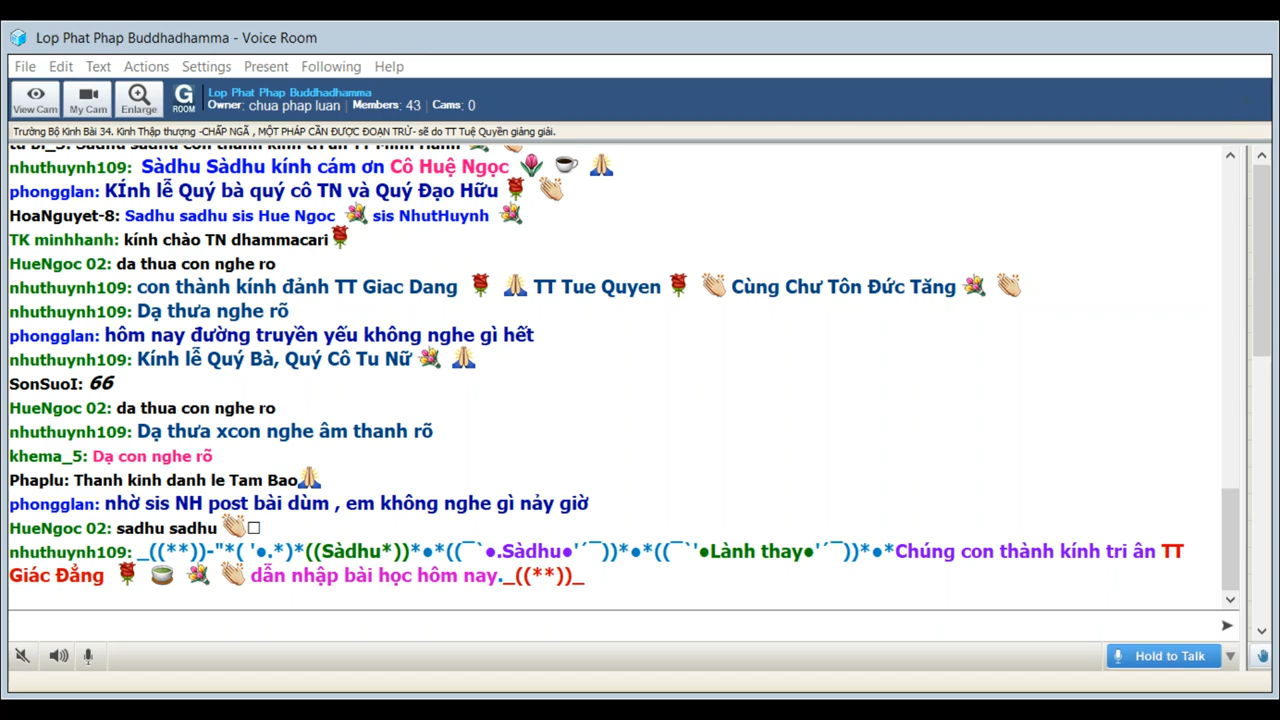 Lop Phat Phap Buddhadhamma - Voice Room
File Edit Text Actions Settings Present Following Help
View Cam My Cam Enlarge G ROOM
Lop Phat Phap Buddhadhamma
Owner: chua phap luan | Members: 43 | Cams: 0
Trường Bộ Kinh Bài 34. Kinh Thập thượng -CHẤP NGÃ , MỘT PHÁP CẦN ĐƯỢC ĐOẠN TRỪ- sẽ do TT Tuệ Quyền giảng giải.
nhuthuynh109: Sàdhu Sàdhu kính cám ơn Cô Huệ Ngọc
phongglan: KÍnh lễ Quý bà quý cô TN và Quý Đạo Hữu
HoaNguyet-8: Sadhu sadhu sis Hue Ngoc sis NhutHuynh
TK minhhanh: kính chào TN dhammacari
HueNgoc 02: da thua con nghe ro
nhuthuynh109: con thành kính đảnh TT Giac Dang TT Tue Quyen Cùng Chư Tôn Đức Tăng
nhuthuynh109: Dạ thưa nghe rõ
phongglan: hôm nay đường truyền yếu không nghe gì hết
nhuthuynh109: Kính lễ Quý Bà, Quý Cô Tu Nữ
SonSuoI: 66
HueNgoc 02: da thua con nghe ro
nhuthuynh109: Dạ thưa xcon nghe âm thanh rõ
khema_5: Dạ con nghe rõ
Phaplu: Thanh kinh danh le Tam Bao
phongglan: nhờ sis NH post bài dùm , em không nghe gì nảy giờ
HueNgoc 02: sadhu sadhu
nhuthuynh109: _((**))-"*( '●.*)*((Sàdhu*))*●*((¯`●.Sàdhu●'´¯))*●*((¯`'●Lành thay●'´¯))*●*Chúng con thành kính tri ân TT
Giác Đẳng dẫn nhập bài học hôm nay._((**))_
Hold to Talk